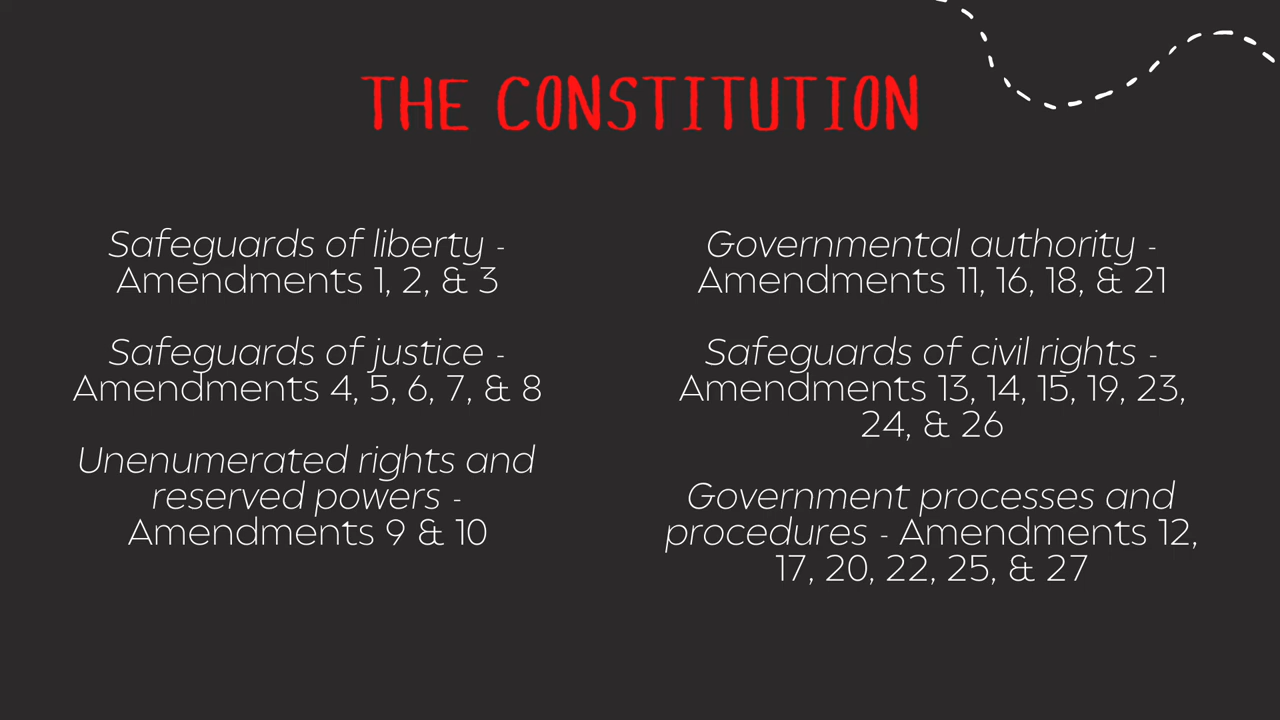 THE CONSTITUTION
Safeguards of liberty -
Amendments 1, 2, & 3
Safeguards of justice -
Amendments 4, 5, 6, 7, & 8
Unenumerated rights and
reserved powers -
Amendments 9 & 10
Governmental authority -
Amendments 11, 16, 18, & 21
Safeguards of civil rights -
Amendments 13, 14, 15, 19, 23,
24, & 26
Government processes and
procedures - Amendments 12,
17, 20, 22, 25, & 27